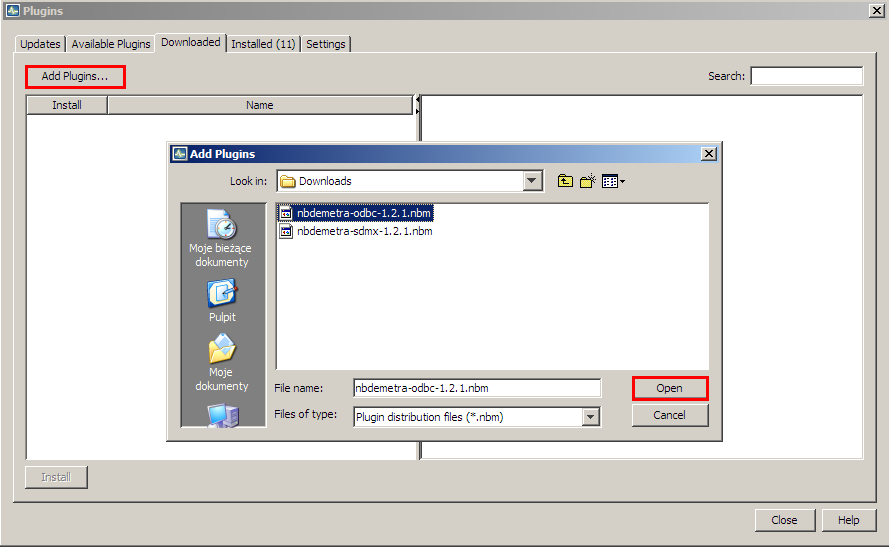 Plugins
Updates Available Plugins Downloaded Installed (11) Settings
Add Plugins... Search:
Install Name
Add Plugins
Look in: Downloads
nbdemetra-odbc-1.2.1.nbm
nbdemetra-sdmx-1.2.1.nbm
Moje bieżące
dokumenty
Pulpit
Moje
dokumenty
File name: nbdemetra-odbc-1.2.1.nbm Open
Files of type: Plugin distribution files (*.nbm) Cancel
Install
Close Help